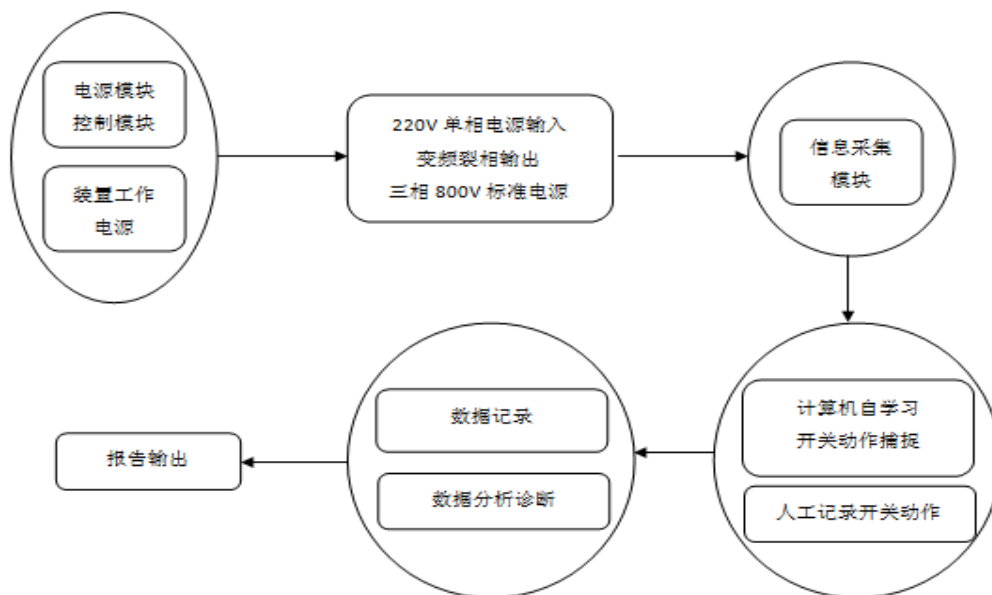 电源模块
控制模块
装置工作
电源
220V 单相电源输入
变频裂相输出
三相 800V 标准电源
信息采集
模块
计算机自学习
开关动作捕捉
人工记录开关动作
数据记录
数据分析诊断
报告输出